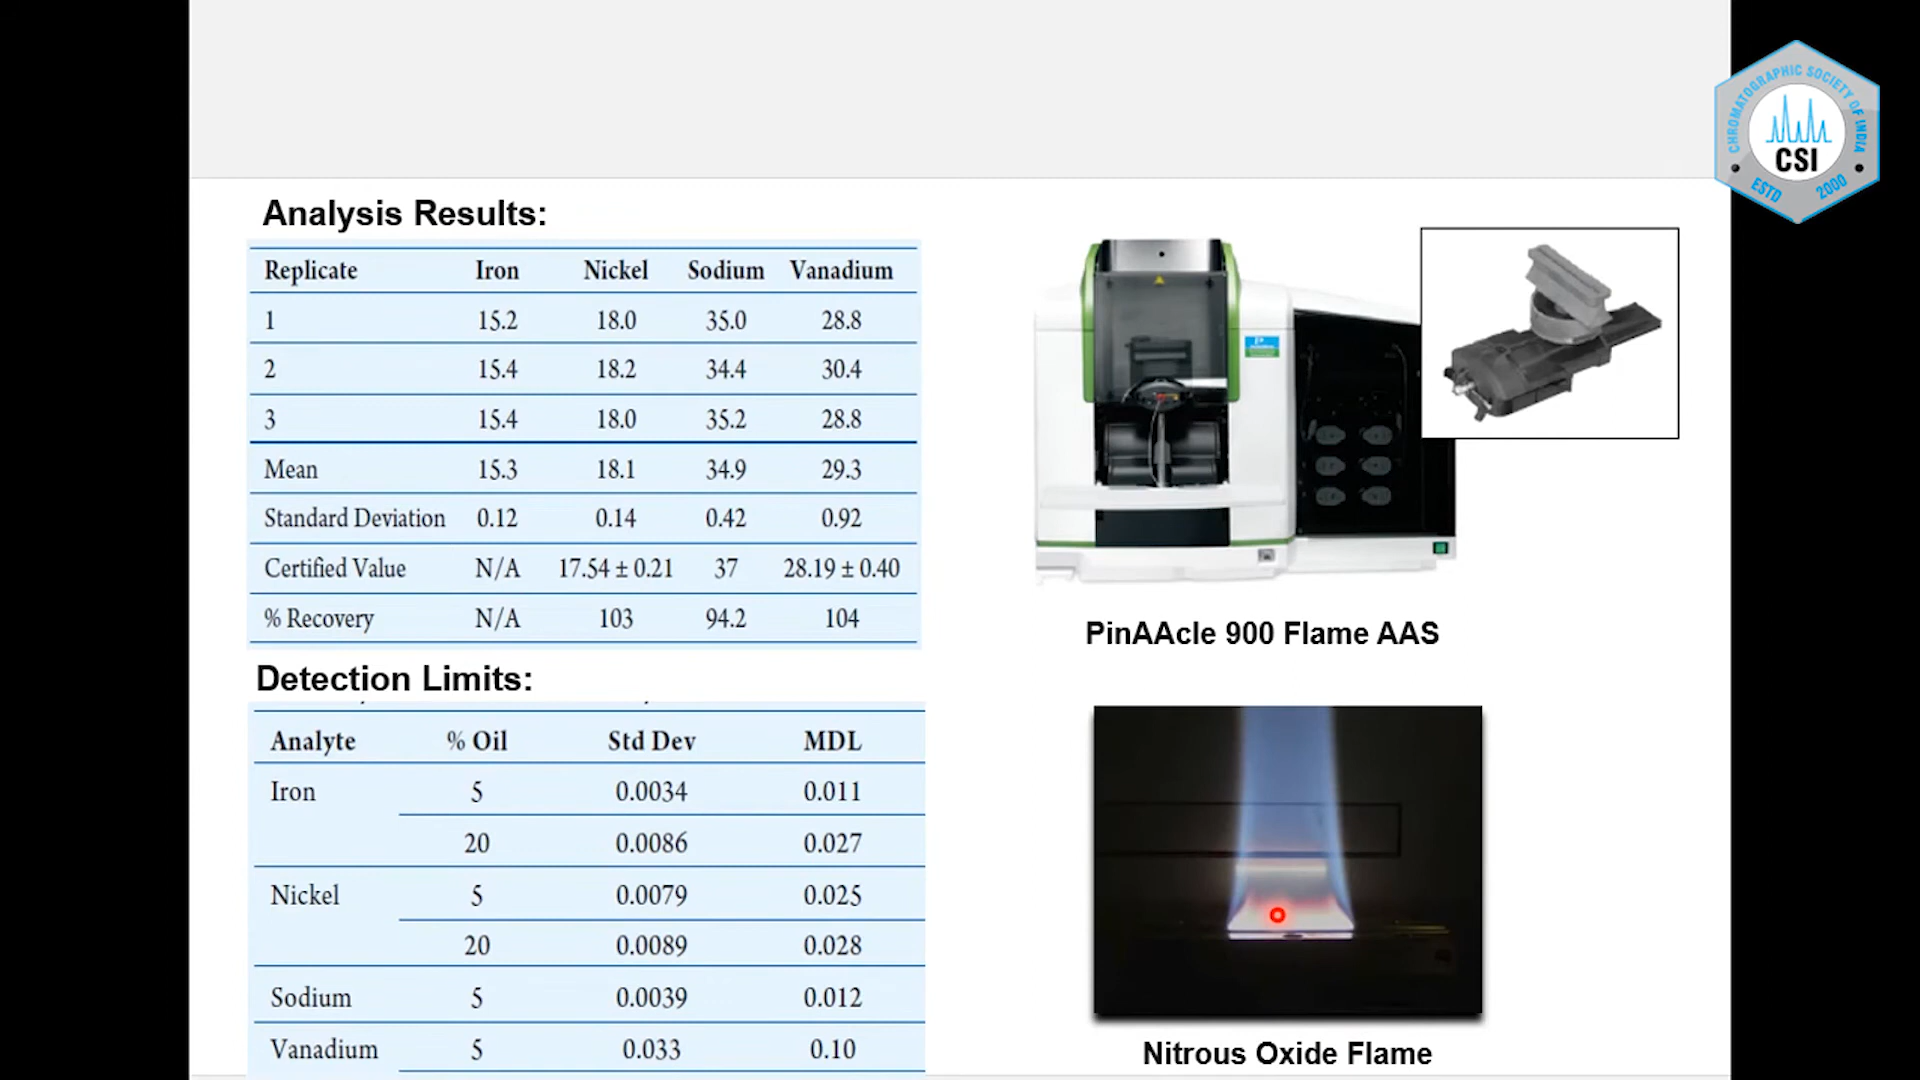 CHROMATOGRAPHIC SOCIETY OF INDIA
CSI
ESTD 2000
Analysis Results:
Replicate Iron Nickel Sodium Vanadium
1 15.2 18.0 35.0 28.8
2 15.4 18.2 34.4 30.4
3 15.4 18.0 35.2 28.8
Mean 15.3 18.1 34.9 29.3
Standard Deviation 0.12 0.14 0.42 0.92
Certified Value N/A 17.54 ± 0.21 37 28.19 ± 0.40
% Recovery N/A 103 94.2 104
PinAAcle 900 Flame AAS
Detection Limits:
Analyte % Oil Std Dev MDL
Iron 5 0.0034 0.011
20 0.0086 0.027
Nickel 5 0.0079 0.025
20 0.0089 0.028
Sodium 5 0.0039 0.012
Vanadium 5 0.033 0.10
Nitrous Oxide Flame